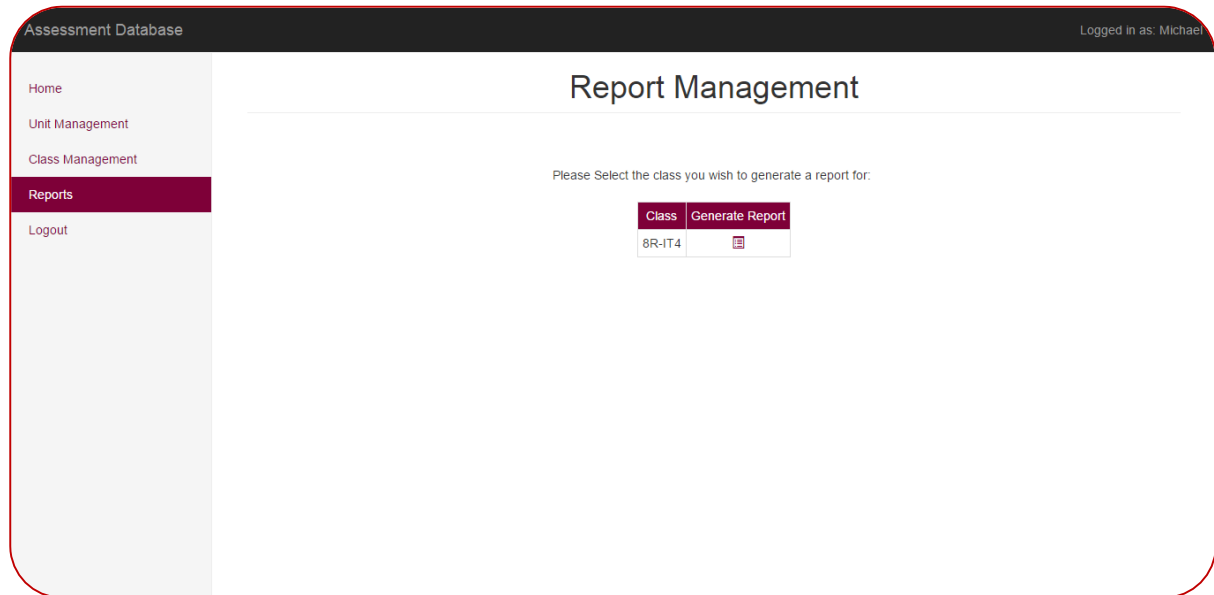 Assessment Database
Logged in as: Michael
Home
Unit Management
Class Management
Reports
Logout
Report Management
Please Select the class you wish to generate a report for:
Class Generate Report
8R-IT4